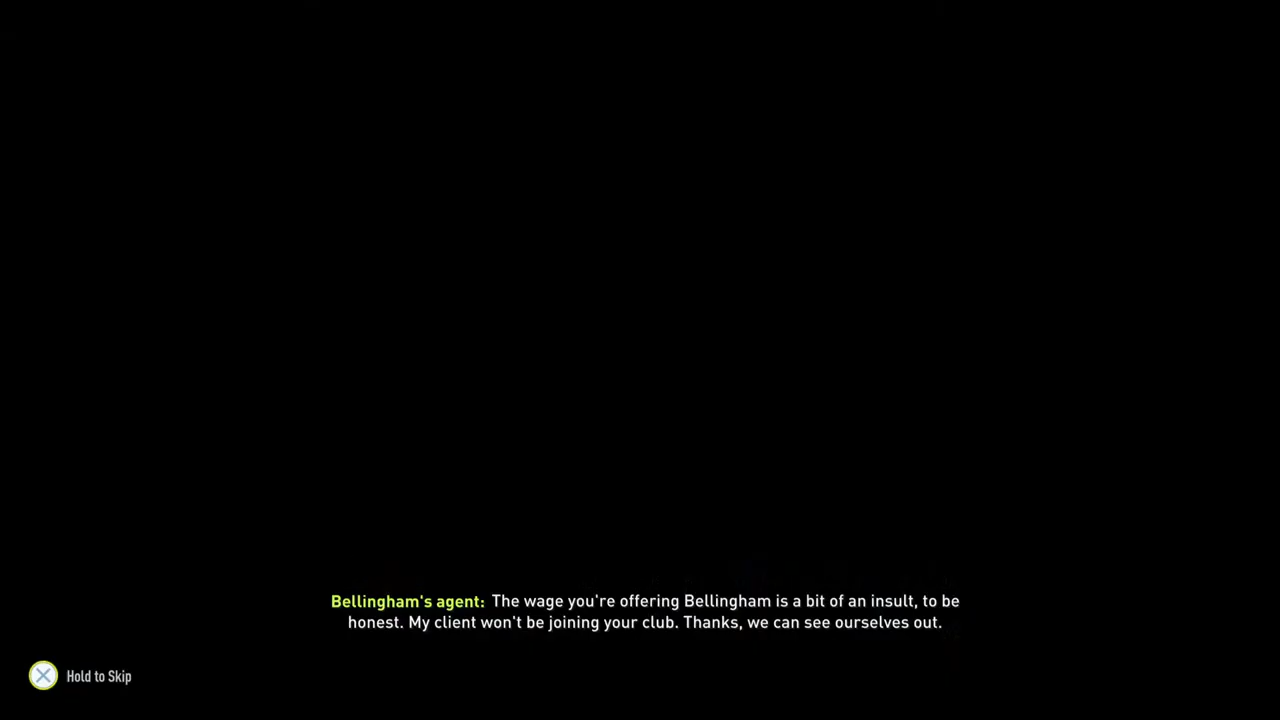 Bellingham's agent: The wage you're offering Bellingham is a bit of an insult, to be
honest. My client won't be joining your club. Thanks, we can see ourselves out.
Hold to Skip